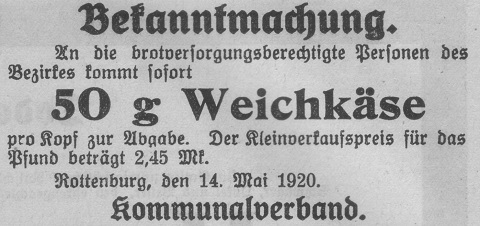 Bekanntmachung.
An die brotversorgungsberechtigte Personen des
Bezirkes kommt sofort
50 g Weichkäse
pro Kopf zur Abgabe. Der Kleinverkaufspreis für das
Pfund beträgt 2,45 Mk.
Rottenburg, den 14. Mai 1920.
Kommunalverband.